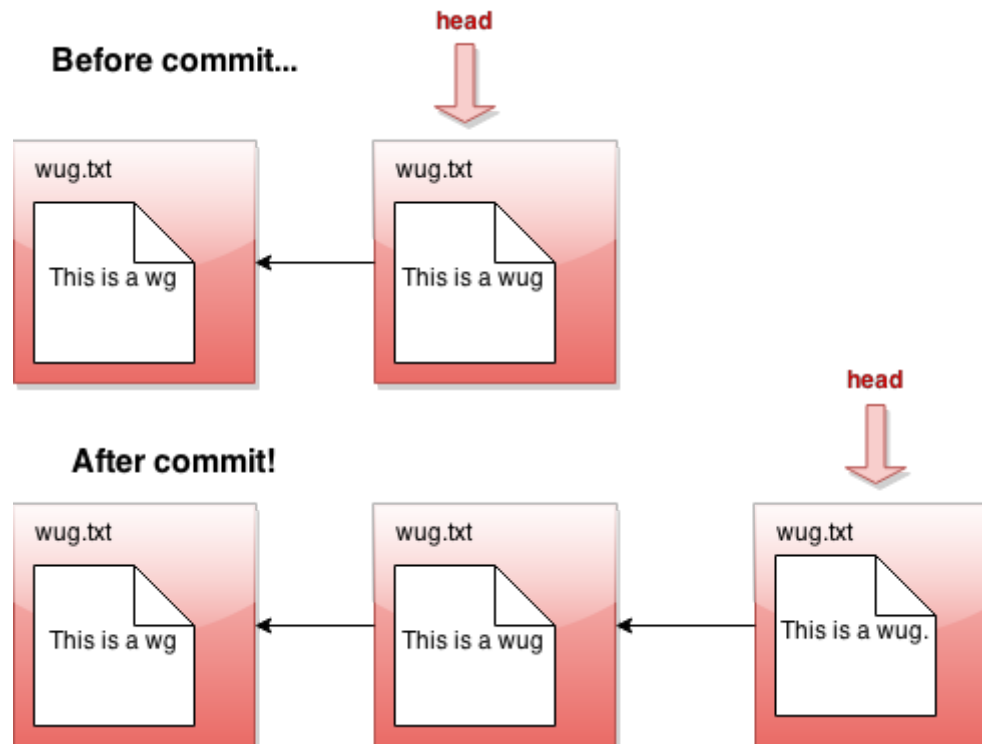 head
Before commit...
wug.txt
wug.txt
This is a wg
This is a wug
head
After commit!
wug.txt
wug.txt
wug.txt
This is a wg
This is a wug
This is a wug.